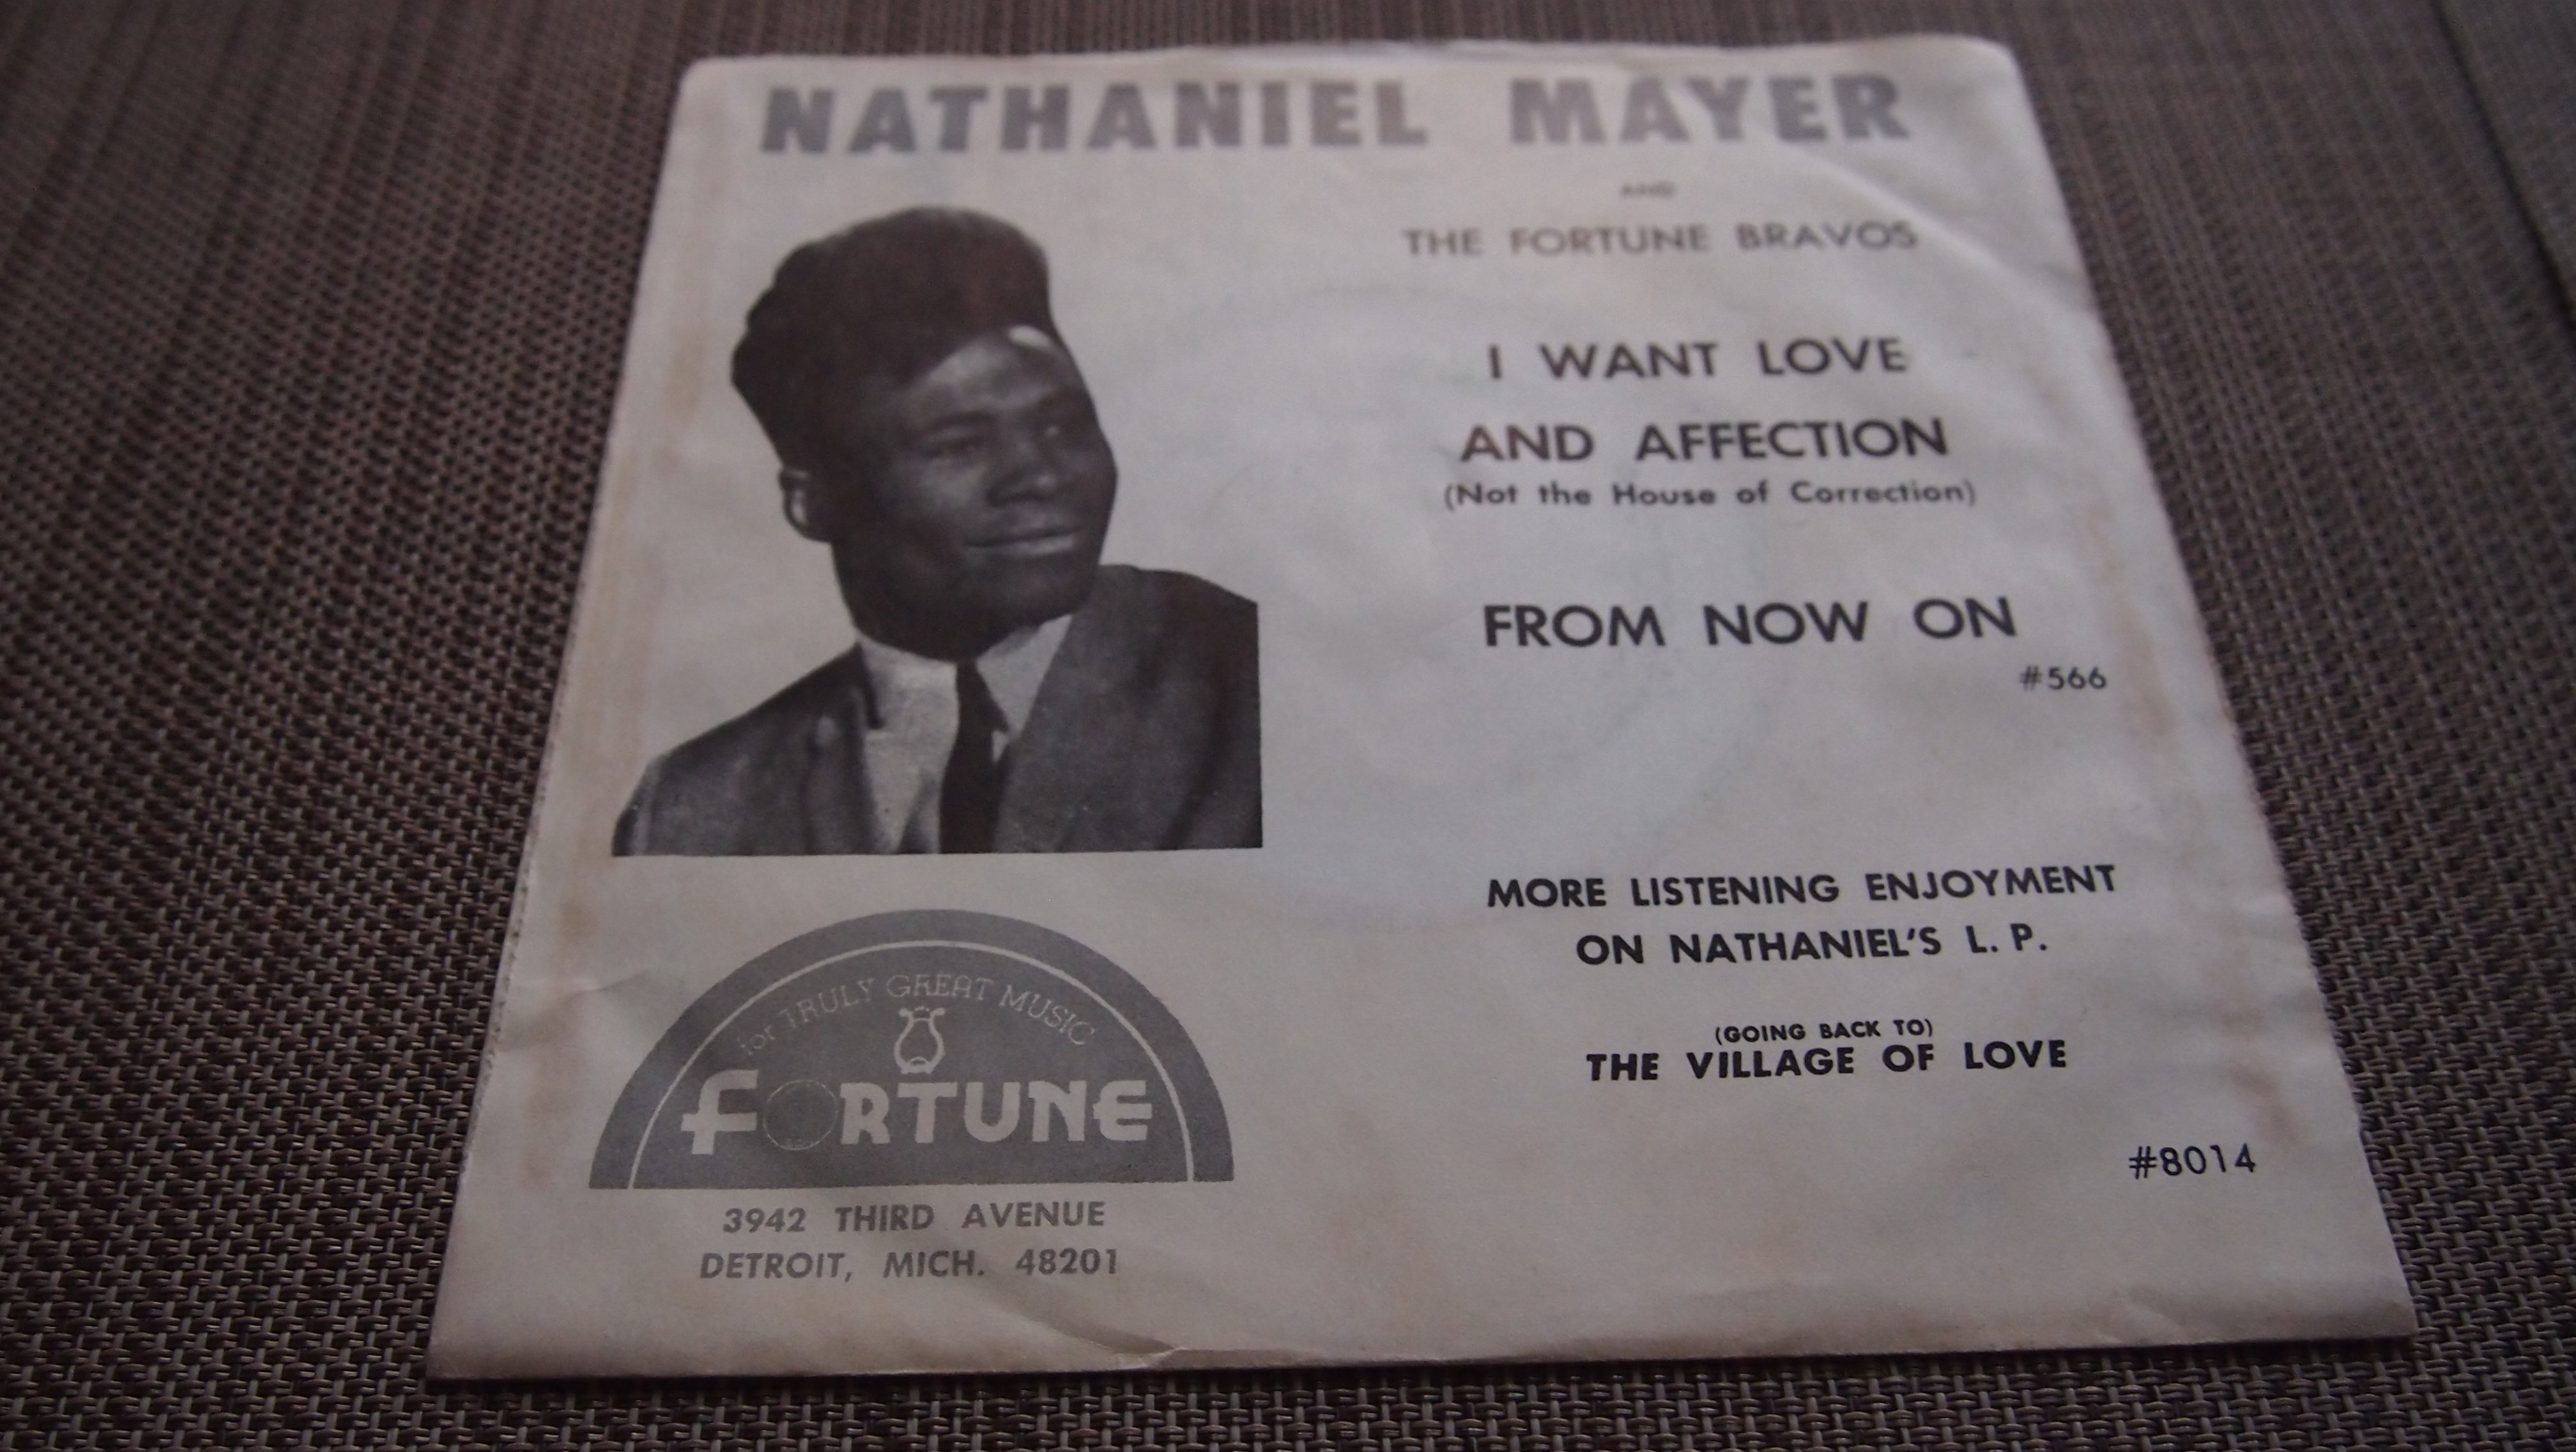 NATHANIEL MAYER
AND
THE FORTUNE BRAVOS
I WANT LOVE
AND AFFECTION
(Not the House of Correction)
FROM NOW ON
#566
MORE LISTENING ENJOYMENT
ON NATHANIEL'S L. P.
(GOING BACK TO)
THE VILLAGE OF LOVE
#8014
for TRULY GREAT MUSIC
FORTUNE
3942 THIRD AVENUE
DETROIT, MICH. 48201